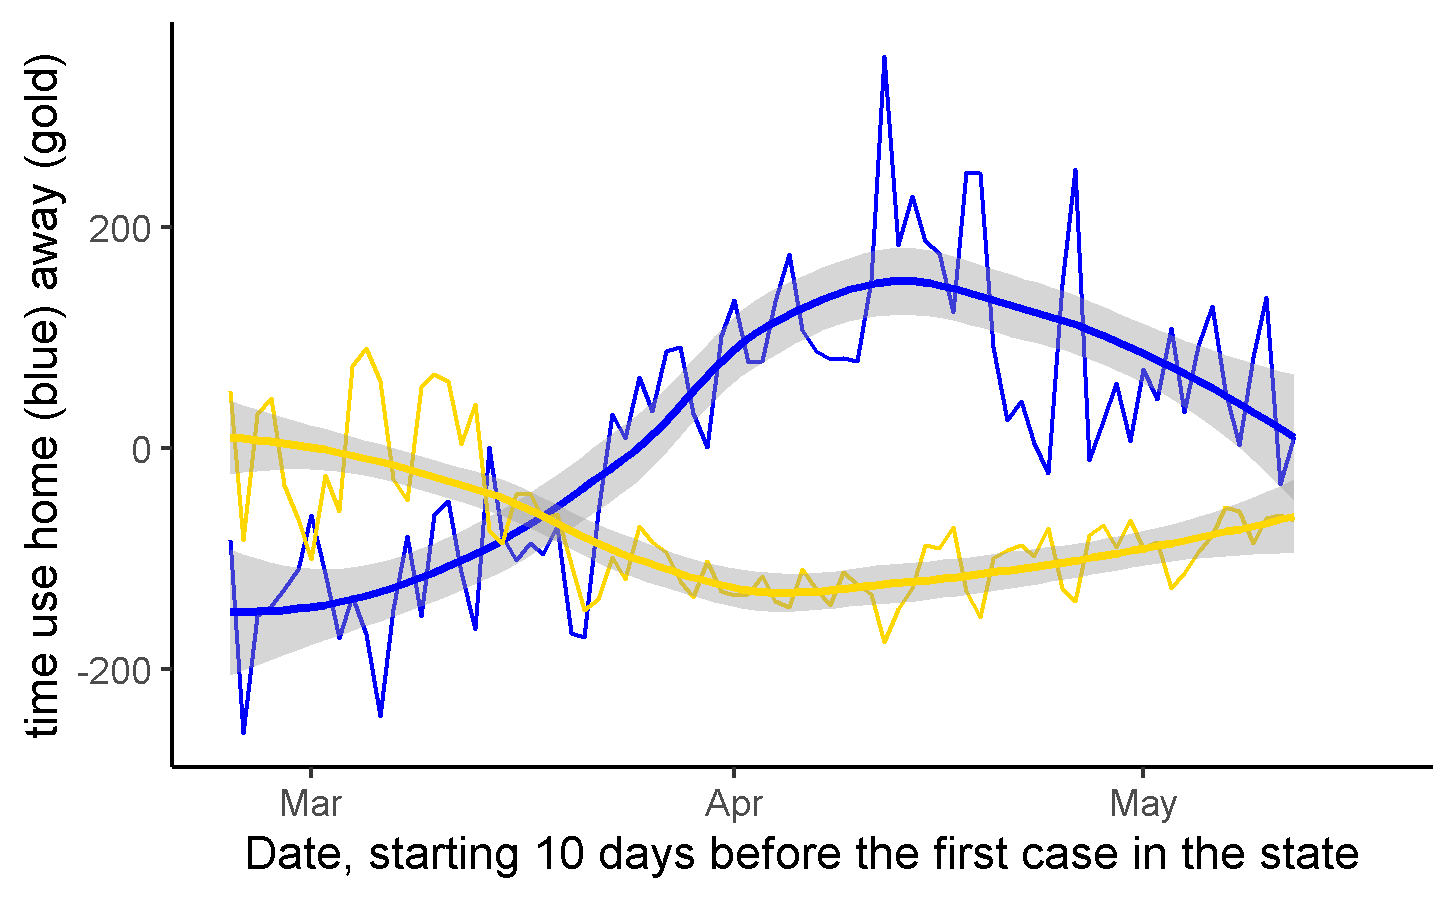 time use home (blue) away (gold)
200
0
-200
Mar
Apr
May
Date, starting 10 days before the first case in the state